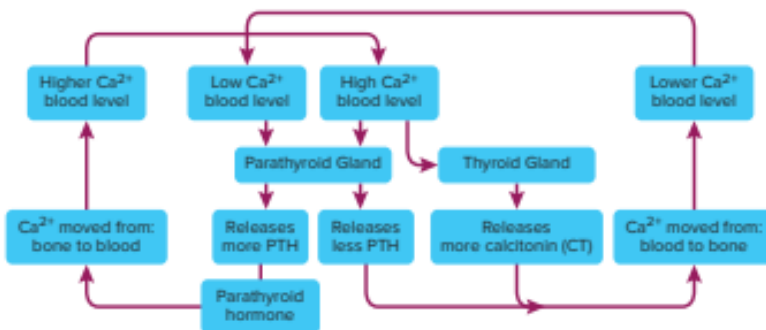 Higher Ca²⁺
blood level
Low Ca²⁺
blood level
High Ca²⁺
blood level
Lower Ca²⁺
blood level
Parathyroid Gland
Thyroid Gland
Ca²⁺ moved from:
bone to blood
Releases
more PTH
Releases
less PTH
Releases
more calcitonin (CT)
Ca²⁺ moved from:
blood to bone
Parathyroid
hormone